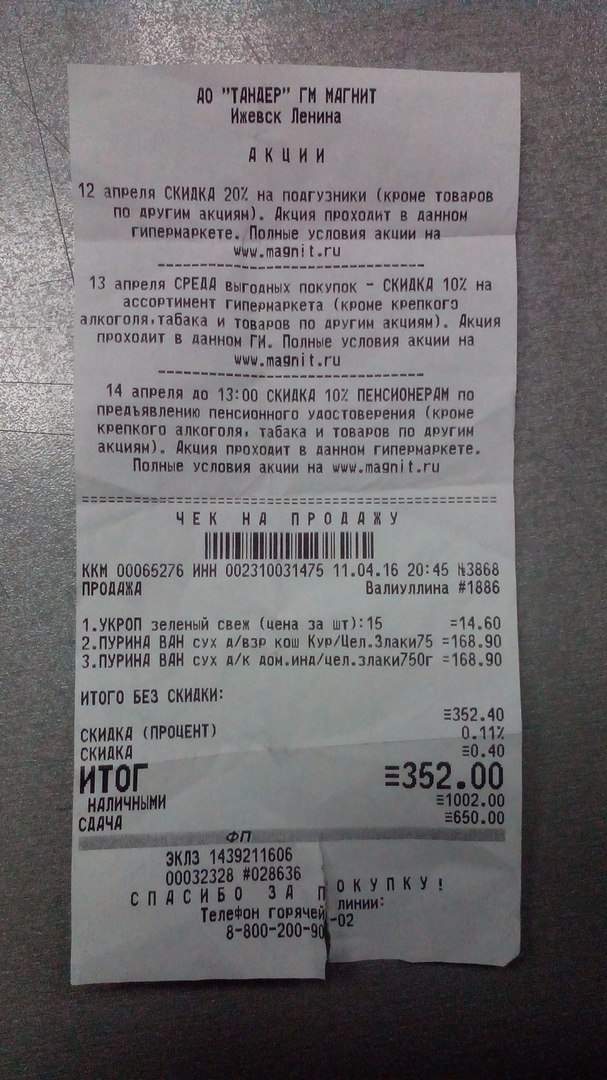 АО "ТАНДЕР" ГМ МАГНИТ
Ижевск Ленина
АКЦИИ
12 апреля СКИДКА 20% на подгузники (кроме товаров
по другим акциям). Акция проходит в данном
гипермаркете. Полные условия акции на
www.magnit.ru
13 апреля СРЕДА выгодных покупок - СКИДКА 10% на
ассортимент гипермаркета (кроме крепкого
алкоголя,табака и товаров по другим акциям). Акция
проходит в данном ГИ. Полные условия акции на
www.magnit.ru
14 апреля до 13:00 СКИДКА 10% ПЕНСИОНЕРАМ по
предъявлению пенсионного удостоверения (кроме
крепкого алкоголя, табака и товаров по другим
акциям). Акция проходит в данном гипермаркете.
Полные условия акции на www.magnit.ru
ЧЕК НА ПРОДАЖУ
ККМ 00065276 ИНН 002310031475 11.04.16 20:45 №3868
ПРОДАЖА Валиуллина #1886
1.УКРОП зеленый свеж (цена за шт):15 =14.60
2.ПУРИНА ВАН сух д/взр кош Кур/Цел.Злаки75 =168.90
3.ПУРИНА ВАН сух д/к дом.инд/цел.злаки750г =168.90
ИТОГО БЕЗ СКИДКИ:
≡352.40
СКИДКА (ПРОЦЕНТ) 0.11%
СКИДКА ≡0.40
ИТОГ ≡352.00
НАЛИЧНЫМИ ≡1002.00
СДАЧА ≡650.00
ФП
ЭКЛЗ 1439211606
00032328 #028636
СПАСИБО ЗА ПОКУПКУ!
Телефон горячей линии:
8-800-200-90-02